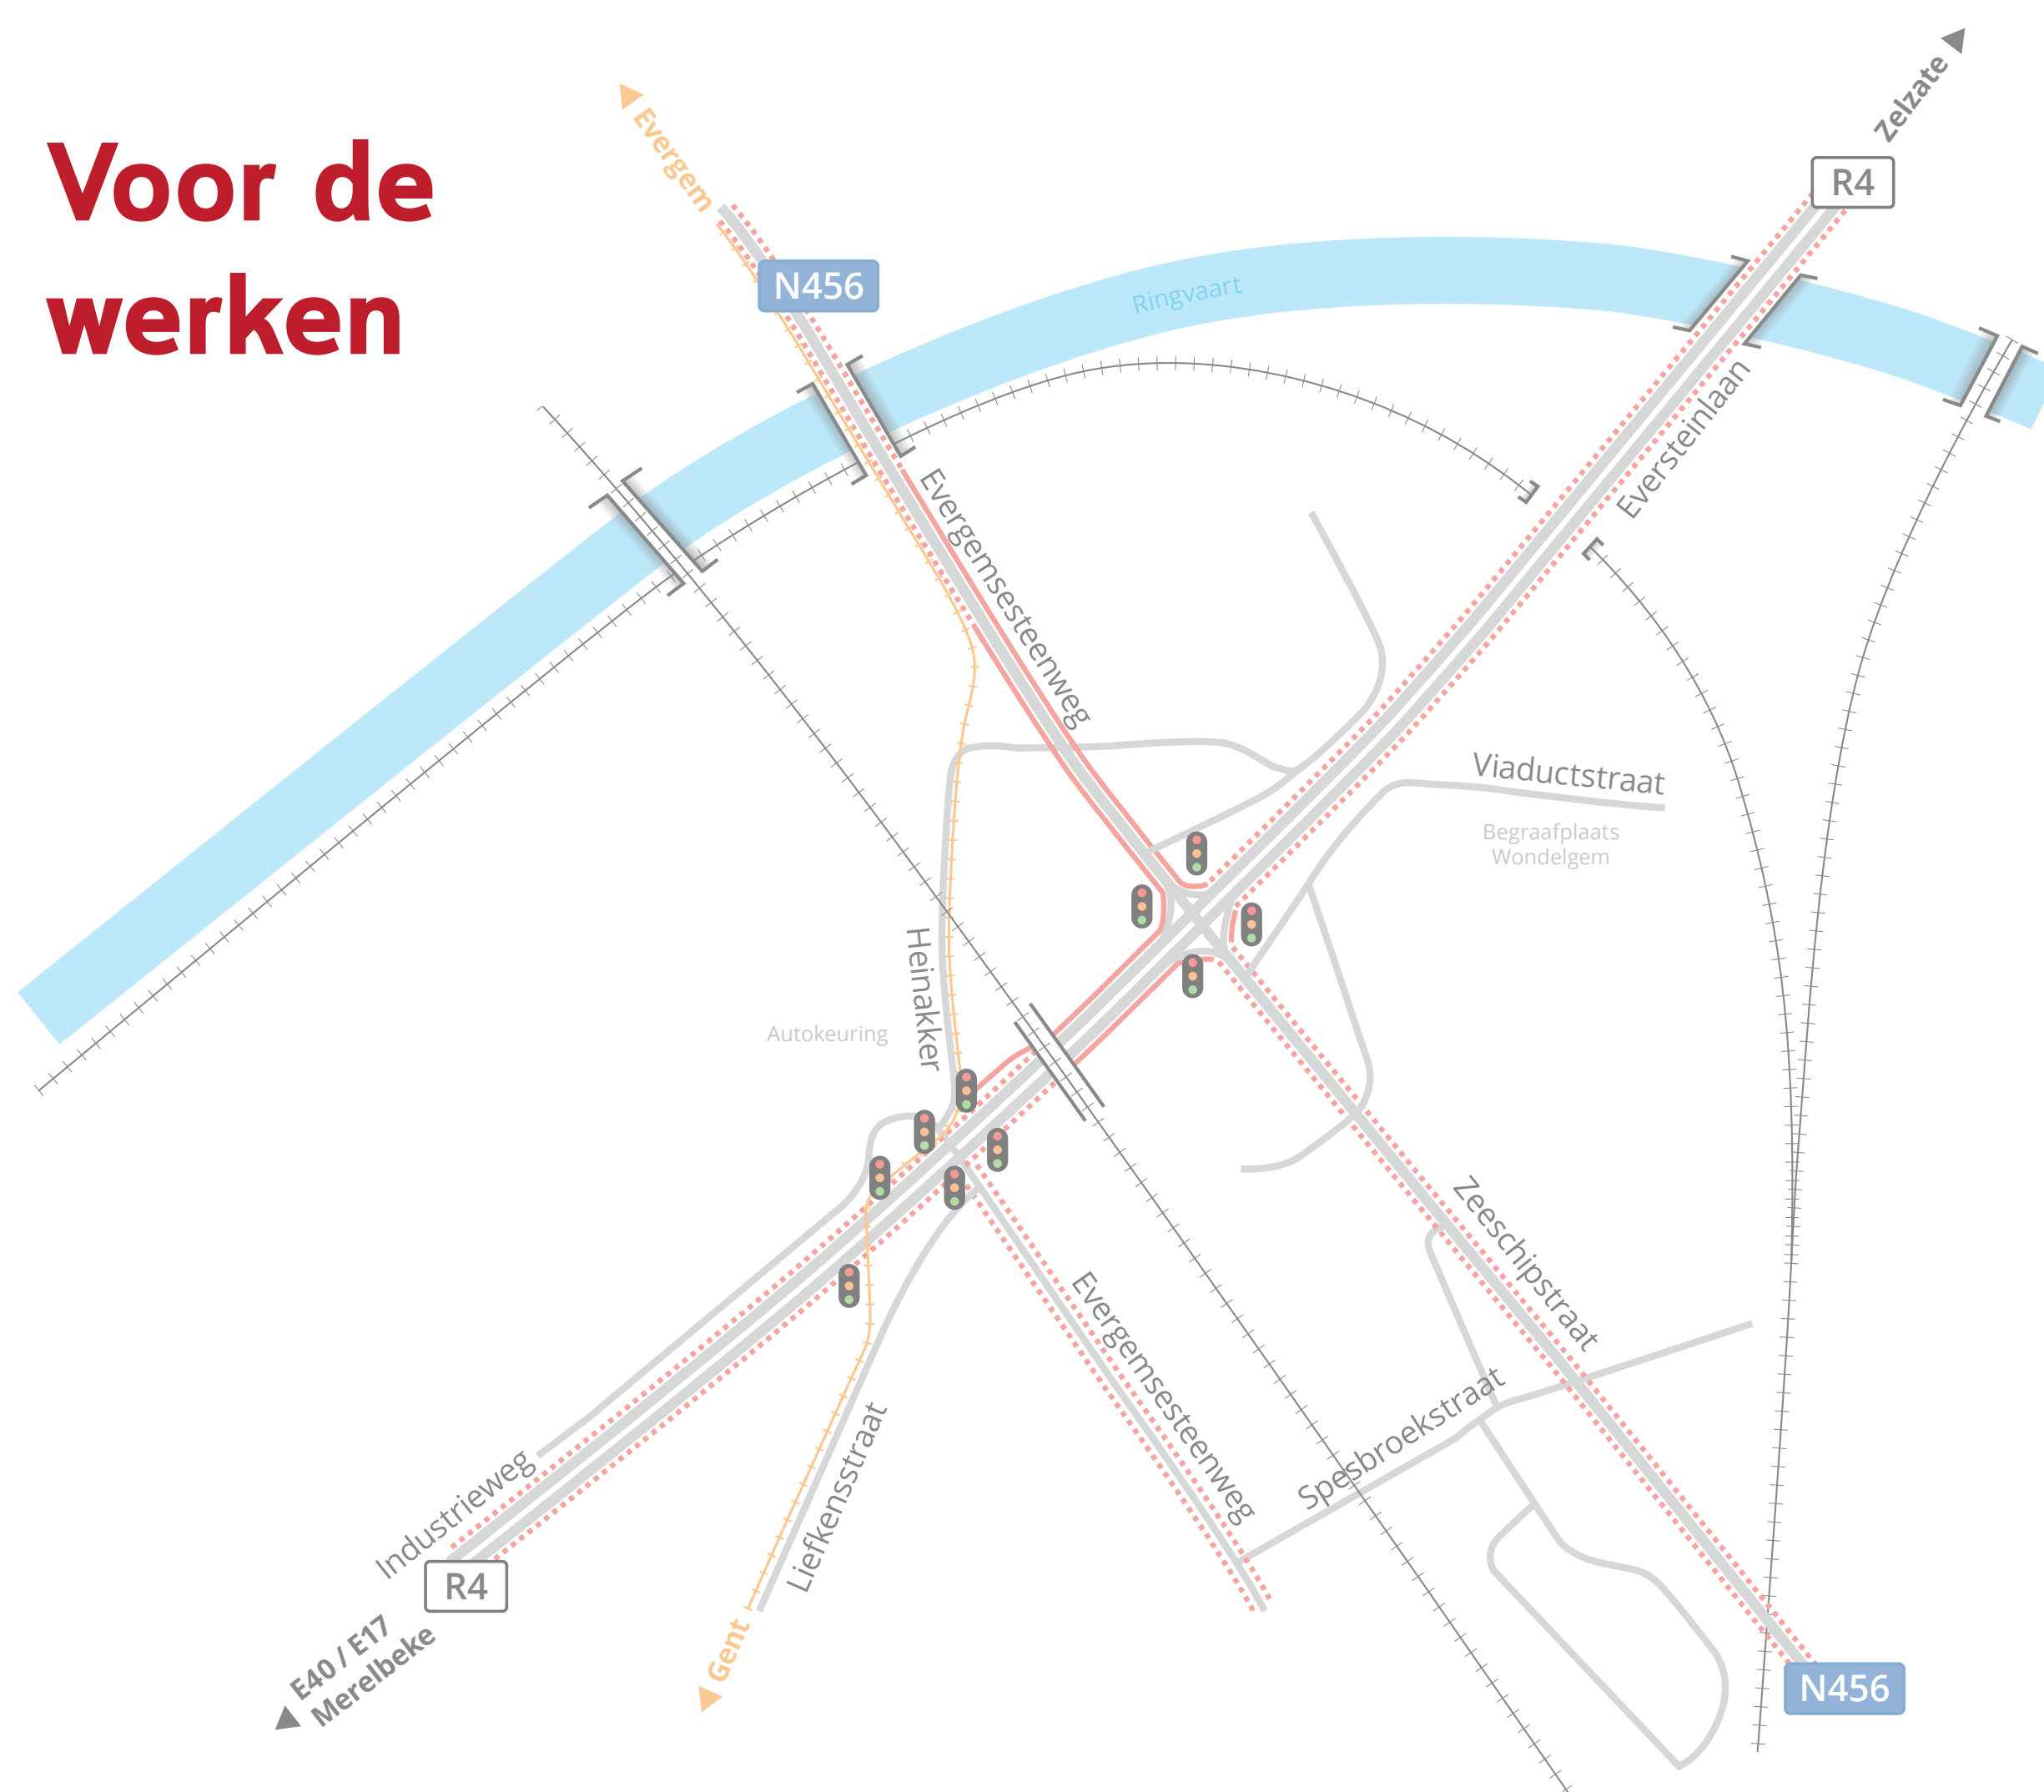 Voor de
werken
Evergem
N456
Zelzate
R4
Ringvaart
Eversteinlaan
Evergemsesteenweg
Viaductstraat
Begraafplaats
Wondelgem
Heinakker
Autokeuring
Zeeschipstraat
Evergemsesteenweg
Spesbroekstraat
Liefkensstraat
Industrieweg
R4
E40 / E17
Merelbeke
Gent
N456